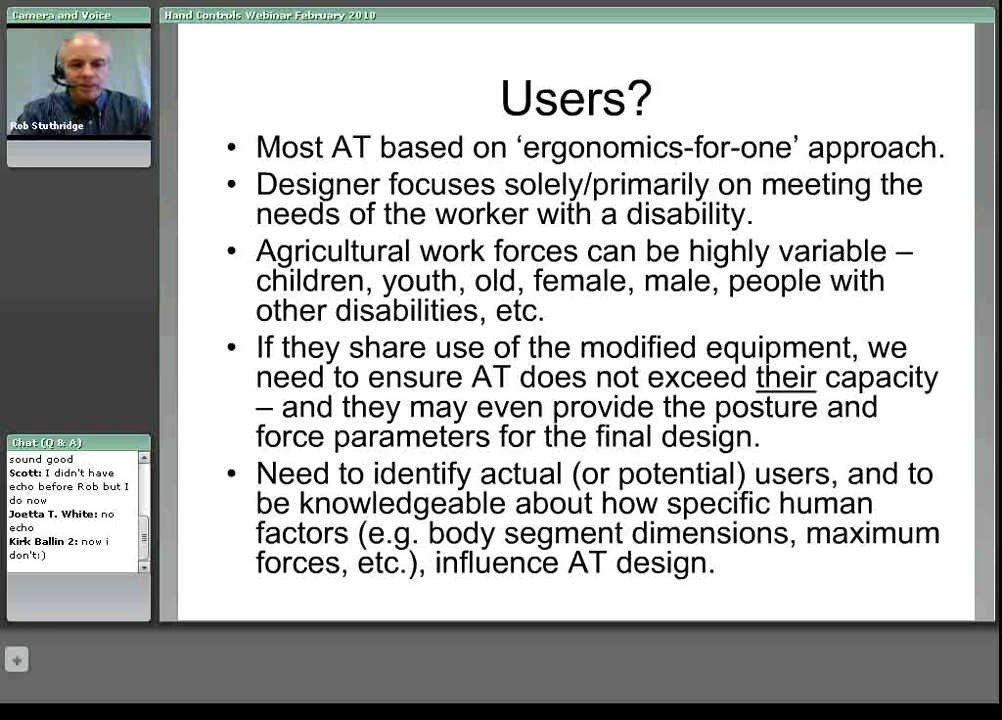 Camera and Voice
Rob Stuthridge
Chat (Q & A)
sound good
Scott: I didn't have
echo before Rob but I
do now
Joetta T. White: no
echo
Kirk Ballin 2: now i
don't:)
Hand Controls Webinar February 2010
Users?
• Most AT based on ‘ergonomics-for-one’ approach.
• Designer focuses solely/primarily on meeting the
needs of the worker with a disability.
• Agricultural work forces can be highly variable –
children, youth, old, female, male, people with
other disabilities, etc.
• If they share use of the modified equipment, we
need to ensure AT does not exceed their capacity
– and they may even provide the posture and
force parameters for the final design.
• Need to identify actual (or potential) users, and to
be knowledgeable about how specific human
factors (e.g. body segment dimensions, maximum
forces, etc.), influence AT design.